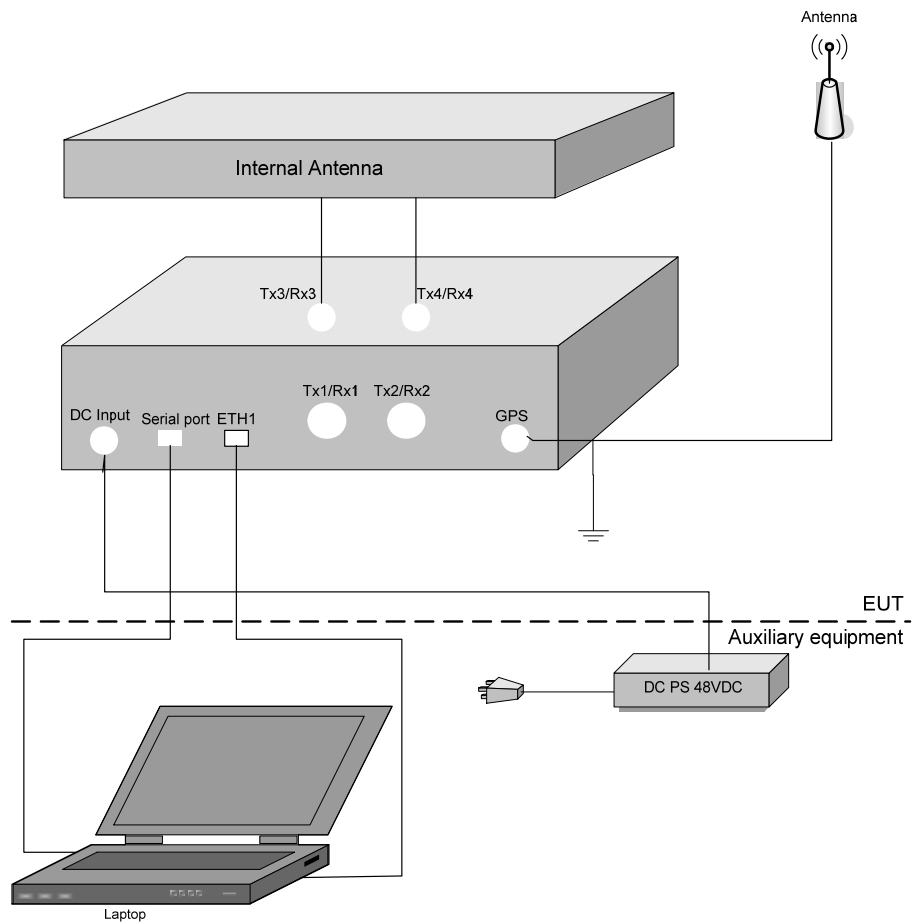 Antenna
Internal Antenna
Tx3/Rx3
Tx4/Rx4
Tx1/Rx1
Tx2/Rx2
DC Input
Serial port
ETH1
GPS
EUT
Auxiliary equipment
DC PS 48VDC
Laptop